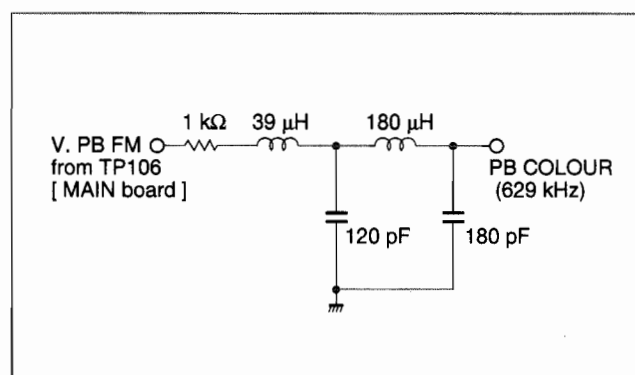 1 kΩ 39 μH 180 μH
V. PB FM
from TP106
[ MAIN board ]
PB COLOUR
(629 kHz)
120 pF 180 pF